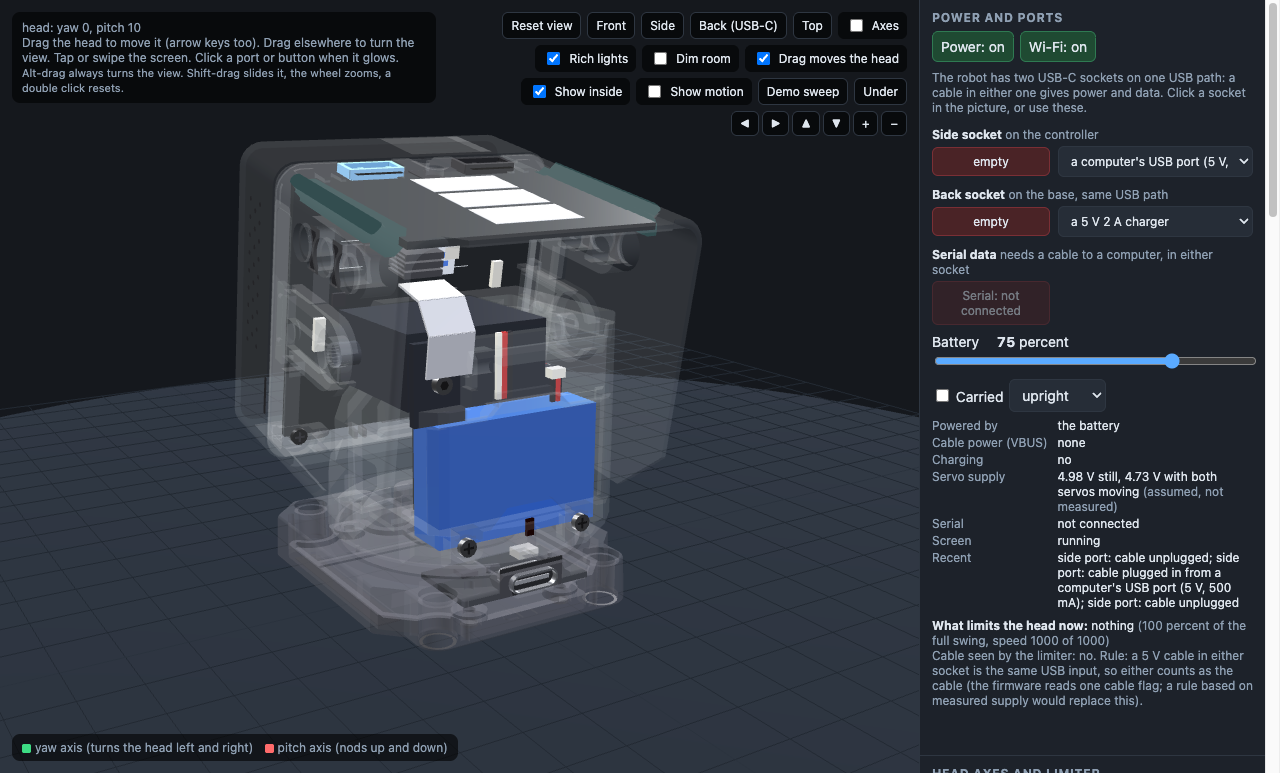 head: yaw 0, pitch 10
Drag the head to move it (arrow keys too). Drag elsewhere to turn the
view. Tap or swipe the screen. Click a port or button when it glows.
Alt-drag always turns the view. Shift-drag slides it, the wheel zooms, a
double click resets.
Reset view Front Side Back (USB-C) Top Axes
Rich lights Dim room Drag moves the head
Show inside Show motion Demo sweep Under
◀ ▶ ▲ ▼ + −
yaw axis (turns the head left and right) pitch axis (nods up and down)
POWER AND PORTS
Power: on Wi-Fi: on
The robot has two USB-C sockets on one USB path: a
cable in either one gives power and data. Click a socket
in the picture, or use these.
Side socket on the controller
empty a computer's USB port (5 V,
Back socket on the base, same USB path
empty a 5 V 2 A charger
Serial data needs a cable to a computer, in either
socket
Serial: not
connected
Battery 75 percent
Carried upright
Powered by the battery
Cable power (VBUS) none
Charging no
Servo supply 4.98 V still, 4.73 V with both
servos moving (assumed, not
measured)
Serial not connected
Screen running
Recent side port: cable unplugged; side
port: cable plugged in from a
computer's USB port (5 V, 500
mA); side port: cable unplugged
What limits the head now: nothing (100 percent of the
full swing, speed 1000 of 1000)
Cable seen by the limiter: no. Rule: a 5 V cable in either
socket is the same USB input, so either counts as the
cable (the firmware reads one cable flag; a rule based on
measured supply would replace this).
HEAD AXES AND LIMITER